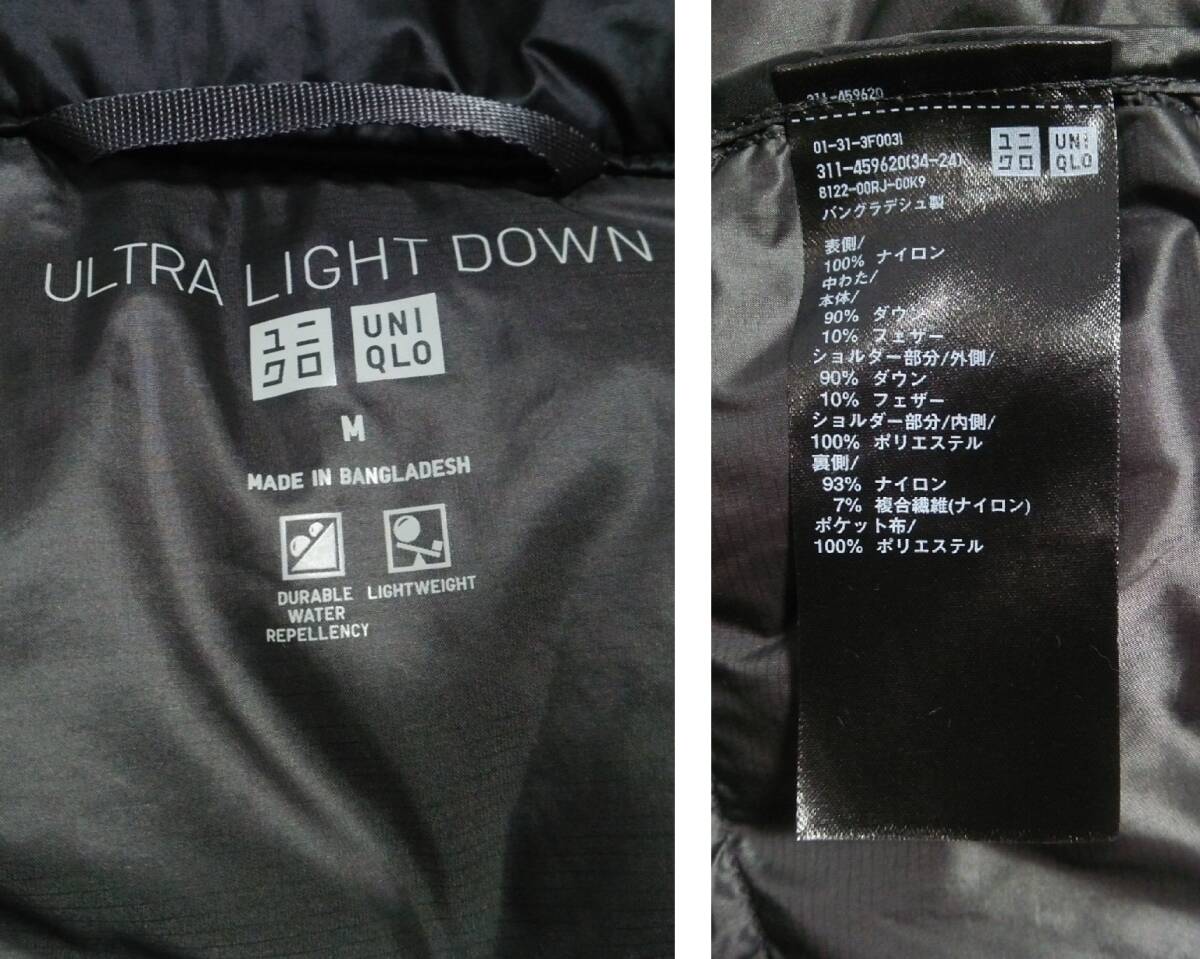 ULTRA LIGHT DOWN
ユニ
クロ
UNI
QLO
M
MADE IN BANGLADESH
DURABLE
WATER
REPELLENCY
LIGHTWEIGHT
311-459620
01-31-3F003I
311-459620(34-24)
8122-00RJ-00K9
バングラデシュ製
ユニ
クロ
UNI
QLO
表側/
100% ナイロン
中わた/
本体/
90% ダウン
10% フェザー
ショルダー部分/外側/
90% ダウン
10% フェザー
ショルダー部分/内側/
100% ポリエステル
裏側/
93% ナイロン
7% 複合繊維(ナイロン)
ポケット布/
100% ポリエステル